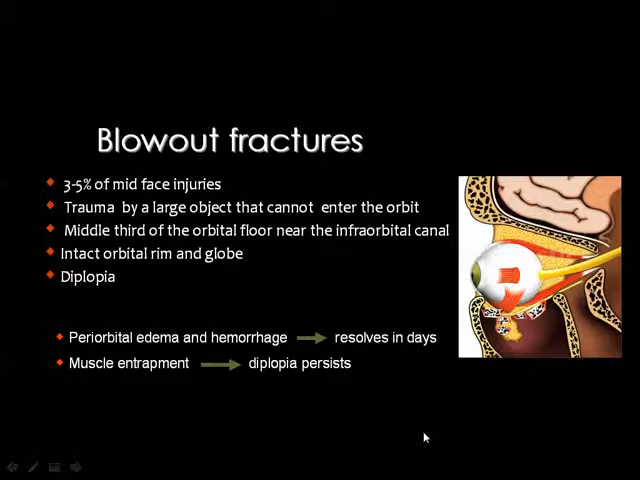 Blowout fractures
3-5% of mid face injuries
Trauma by a large object that cannot enter the orbit
Middle third of the orbital floor near the infraorbital canal
Intact orbital rim and globe
Diplopia
Periorbital edema and hemorrhage resolves in days
Muscle entrapment diplopia persists